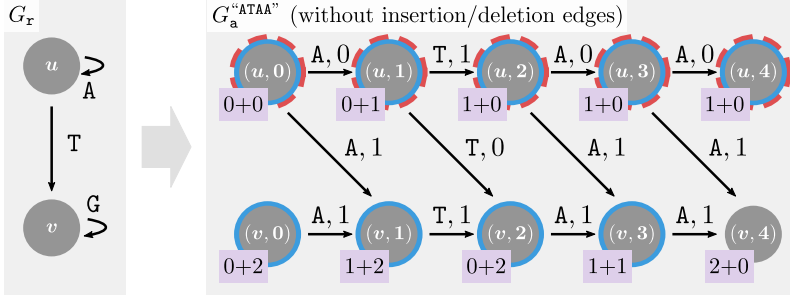 G_r
G_a^"ATAA" (without insertion/deletion edges)
u
A
T
v
G
(u, 0) A, 0 (u, 1) T, 1 (u, 2) A, 0 (u, 3) A, 0 (u, 4)
0+0 0+1 1+0 1+0 1+0
A, 1 T, 0 A, 1 A, 1
(v, 0) A, 1 (v, 1) T, 1 (v, 2) A, 1 (v, 3) A, 1 (v, 4)
0+2 1+2 0+2 1+1 2+0